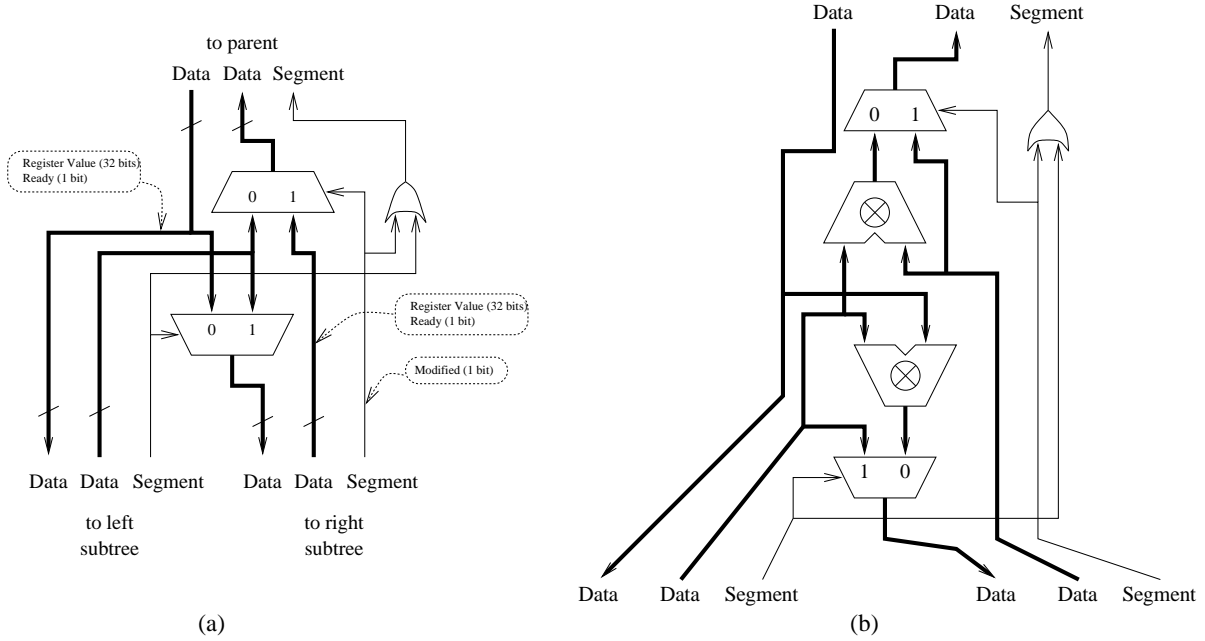 to parent
Data Data Segment
Register Value (32 bits)
Ready (1 bit)
0 1
0 1
Register Value (32 bits)
Ready (1 bit)
Modified (1 bit)
Data Data Segment Data Data Segment
to left
subtree
to right
subtree
(a)
Data Data Segment
0 1
1 0
Data Data Segment Data Data Segment
(b)